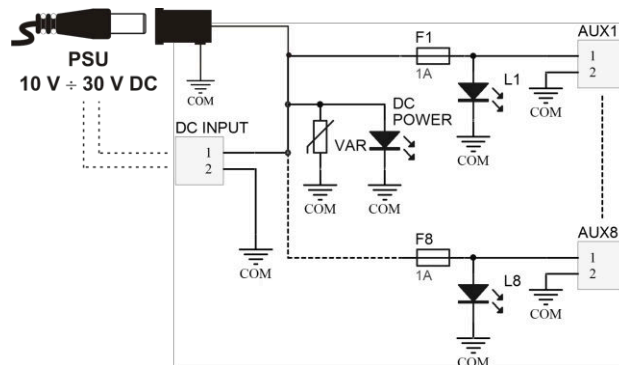 PSU
10 V ÷ 30 V DC
COM
DC INPUT
1
2
COM
VAR
COM
DC
POWER
COM
F1
1A
L1
COM
AUX1
1
2
COM
F8
1A
L8
COM
AUX8
1
2
COM